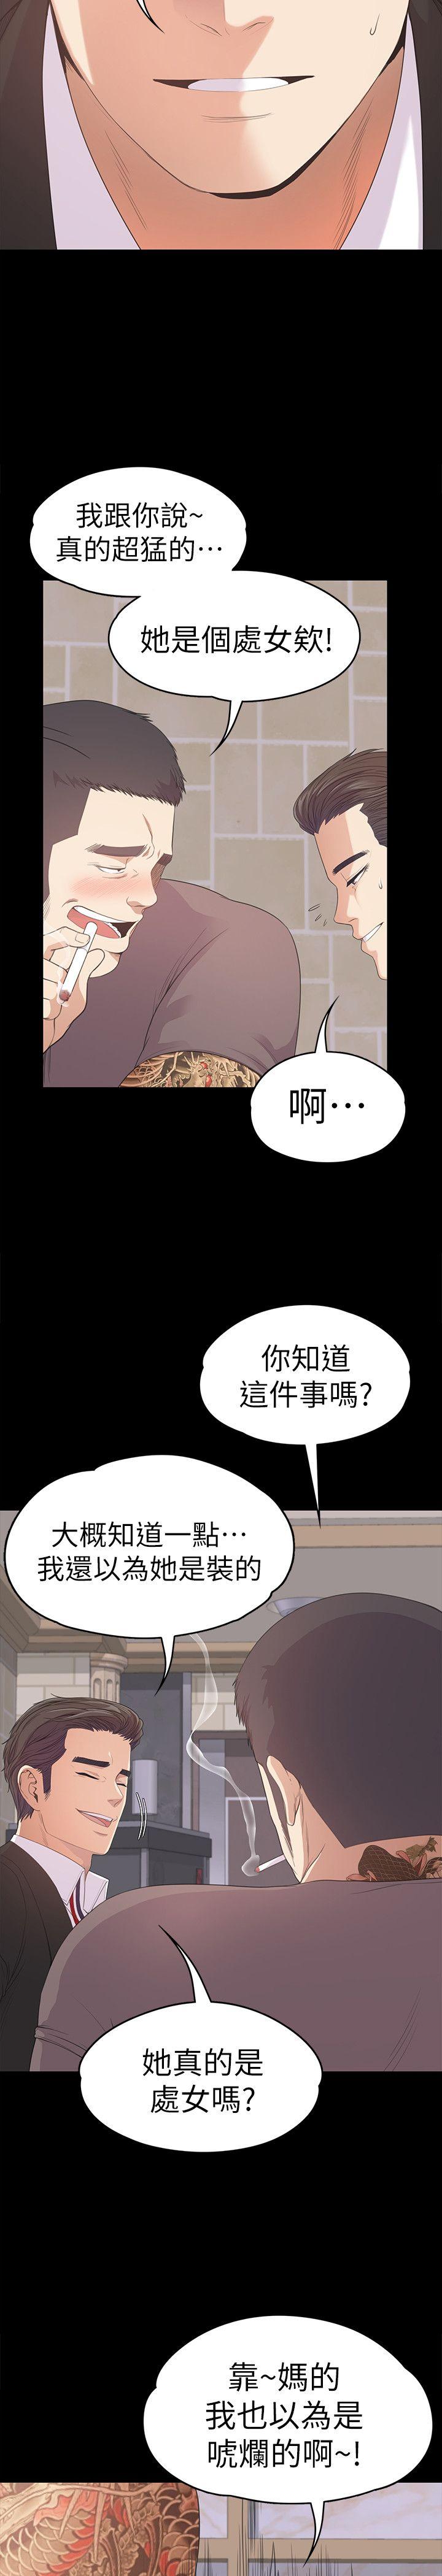 我跟你說~
真的超猛的…
她是個處女欸!
啊…
你知道
這件事嗎?
大概知道一點…
我還以為她是裝的
她真的是
處女嗎?
靠~媽的
我也以為是
唬爛的啊~!